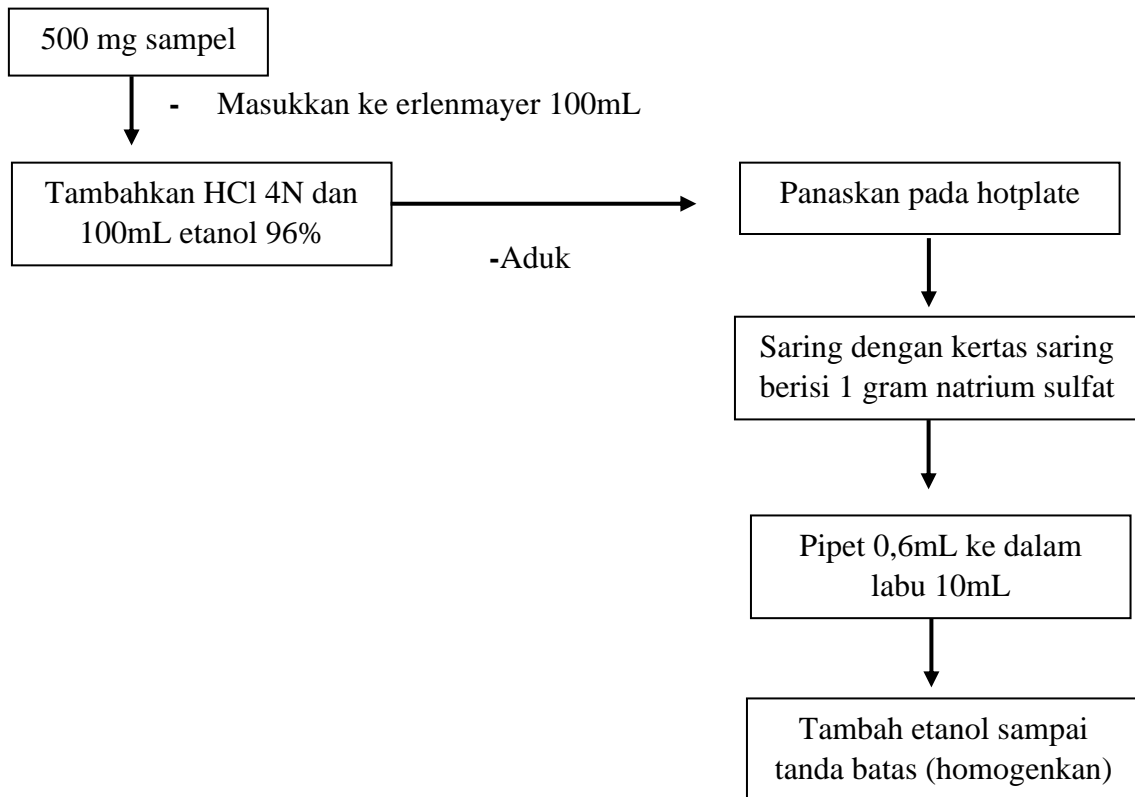 500 mg sampel
- Masukkan ke erlenmayer 100mL
Tambahkan HCl 4N dan
100mL etanol 96%
-Aduk
Panaskan pada hotplate
Saring dengan kertas saring
berisi 1 gram natrium sulfat
Pipet 0,6mL ke dalam
labu 10mL
Tambah etanol sampai
tanda batas (homogenkan)